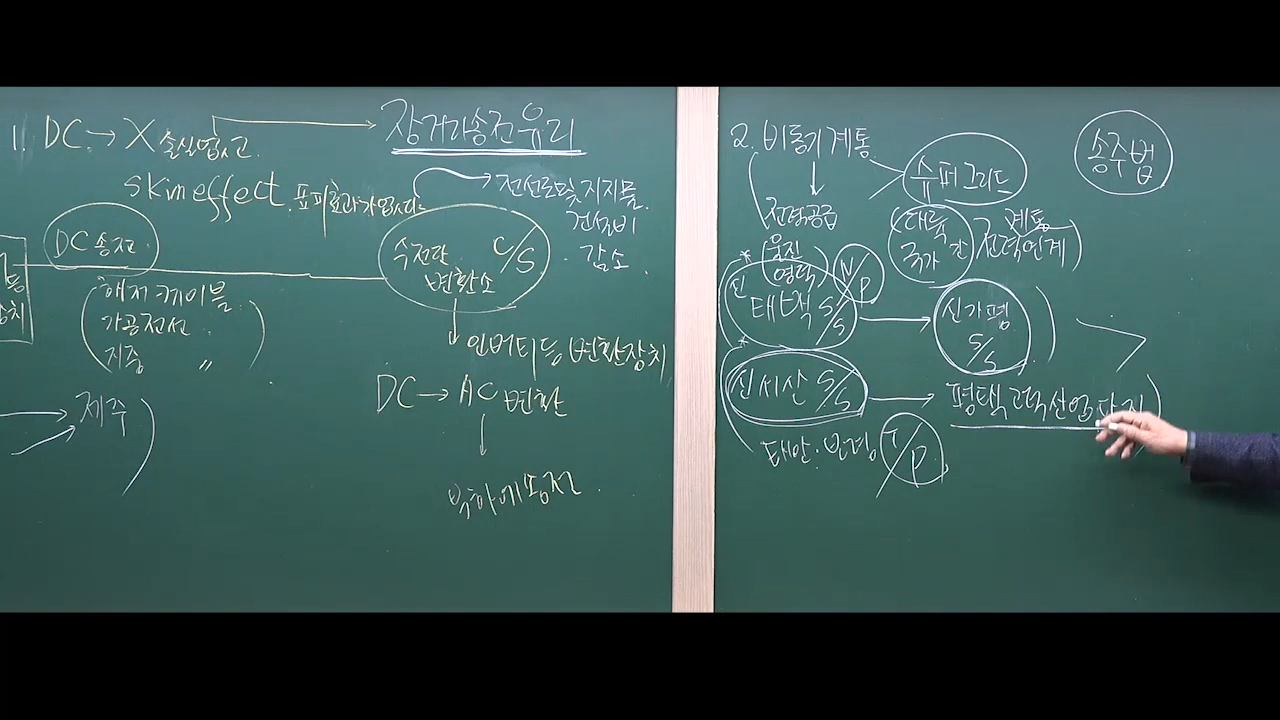 1. DC → X 손실없고
장거리송전유리
skin effect 표피효과가없다
전선로및지지물
건설비
감소
DC 송전
수전단 C/S
변환소
통
장치
해저케이블
가공전선
지중 〃
인버터등 (변환장치
DC → AC 변환
제주
부하에송전
2. 비동기계통
슈퍼그리드
송주법
전력공급
대륙
국가 간
계통
전력연계
* 울진
영덕
N/P
신태백 S/S
신가평
S/S
*
신서산 S/S
평택 고덕산업단지
태안·보령
T/P